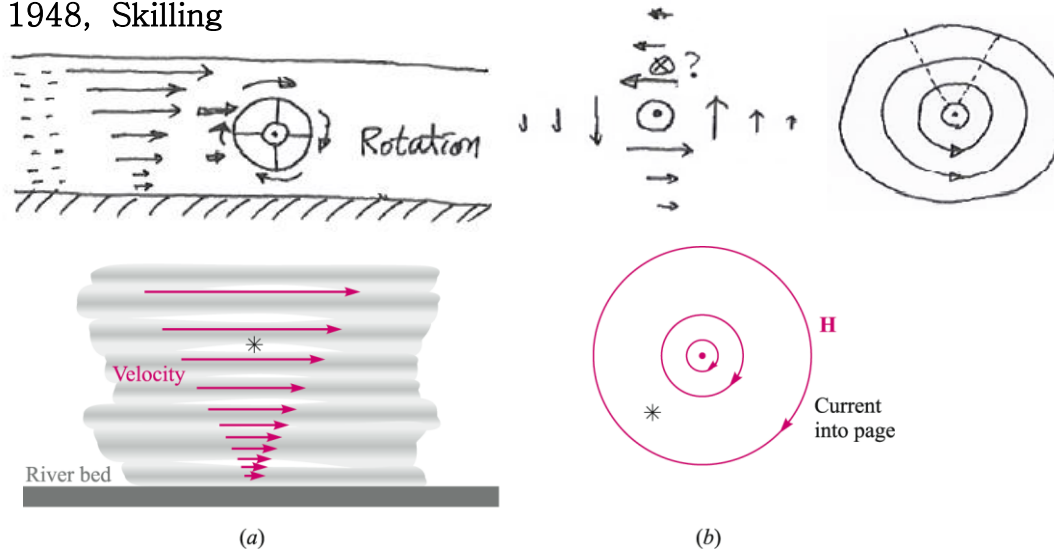 1948, Skilling
?
Rotation
Velocity
River bed
H
Current
into page
(a)
(b)